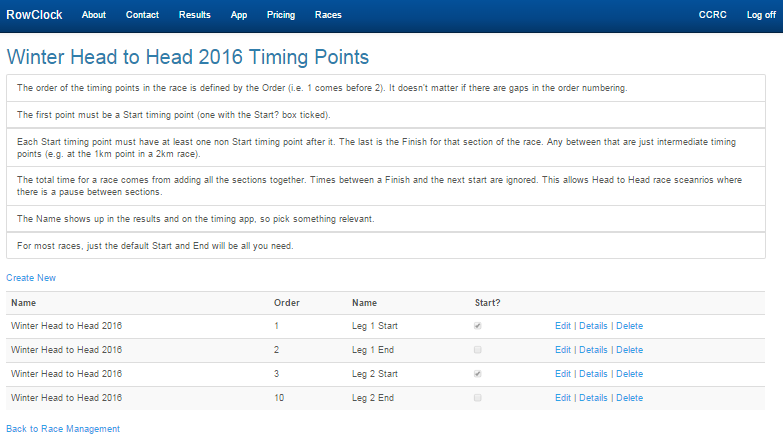 RowClock About Contact Results App Pricing Races CCRC Log off
Winter Head to Head 2016 Timing Points
The order of the timing points in the race is defined by the Order (i.e. 1 comes before 2). It doesn't matter if there are gaps in the order numbering.
The first point must be a Start timing point (one with the Start? box ticked).
Each Start timing point must have at least one non Start timing point after it. The last is the Finish for that section of the race. Any between that are just intermediate timing
points (e.g. at the 1km point in a 2km race).
The total time for a race comes from adding all the sections together. Times between a Finish and the next start are ignored. This allows Head to Head race sceanrios where
there is a pause between sections.
The Name shows up in the results and on the timing app, so pick something relevant.
For most races, just the default Start and End will be all you need.
Create New
Name Order Name Start?
Winter Head to Head 2016 1 Leg 1 Start Edit | Details | Delete
Winter Head to Head 2016 2 Leg 1 End Edit | Details | Delete
Winter Head to Head 2016 3 Leg 2 Start Edit | Details | Delete
Winter Head to Head 2016 10 Leg 2 End Edit | Details | Delete
Back to Race Management